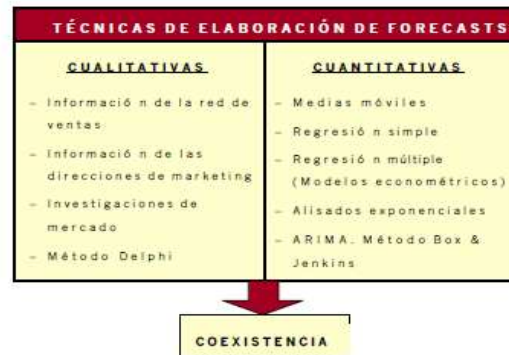 TÉCNICAS DE ELABORACIÓN DE FORECASTS
CUALITATIVAS
– Informació n de la red de
ventas
– Informació n de las
direcciones de marketing
– Investigaciones de
mercado
– Método Delphi
CUANTITATIVAS
– Medias móviles
– Regresió n simple
– Regresió n múltiple
(Modelos econométricos)
– Alisados exponenciales
– ARIMA. Método Box &
Jenkins
COEXISTENCIA